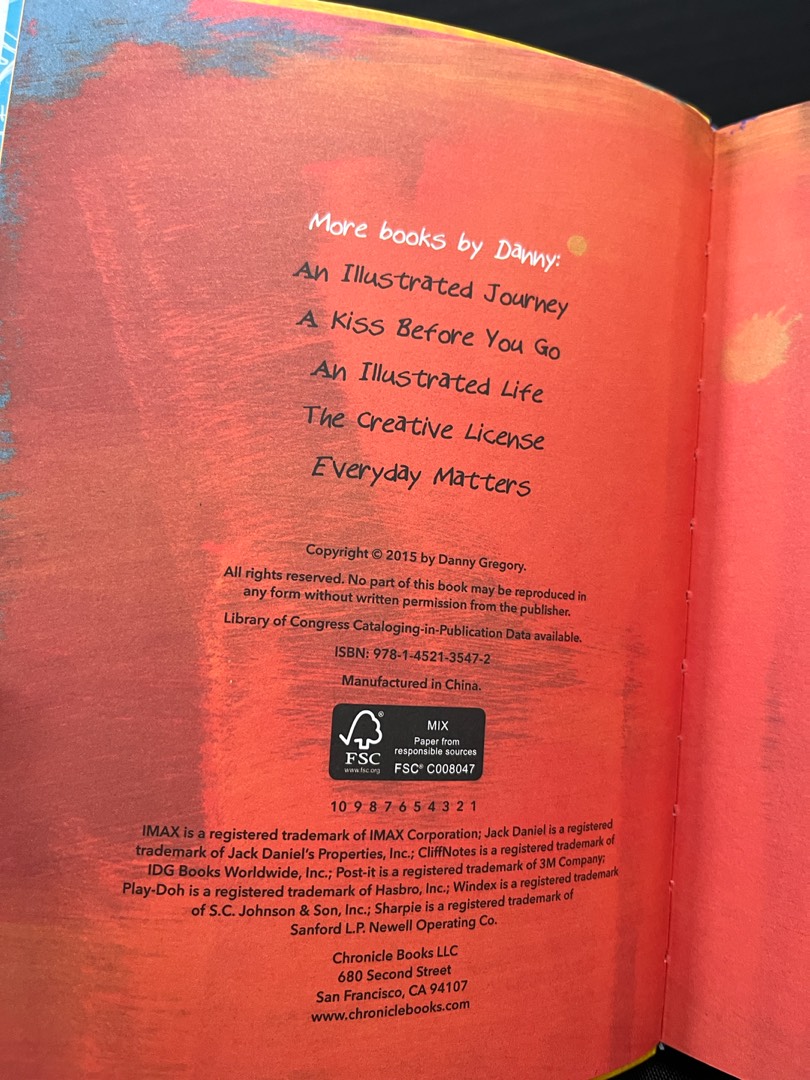 More books by Danny:
An Illustrated Journey
A Kiss Before You Go
An Illustrated Life
The Creative License
Everyday Matters
Copyright © 2015 by Danny Gregory.
All rights reserved. No part of this book may be reproduced in
any form without written permission from the publisher.
Library of Congress Cataloging-in-Publication Data available.
ISBN: 978-1-4521-3547-2
Manufactured in China.
®
FSC
www.fsc.org
MIX
Paper from
responsible sources
FSC® C008047
10 9 8 7 6 5 4 3 2 1
IMAX is a registered trademark of IMAX Corporation; Jack Daniel is a registered
trademark of Jack Daniel's Properties, Inc.; CliffNotes is a registered trademark of
IDG Books Worldwide, Inc.; Post-it is a registered trademark of 3M Company;
Play-Doh is a registered trademark of Hasbro, Inc.; Windex is a registered trademark
of S.C. Johnson & Son, Inc.; Sharpie is a registered trademark of
Sanford L.P. Newell Operating Co.
Chronicle Books LLC
680 Second Street
San Francisco, CA 94107
www.chroniclebooks.com